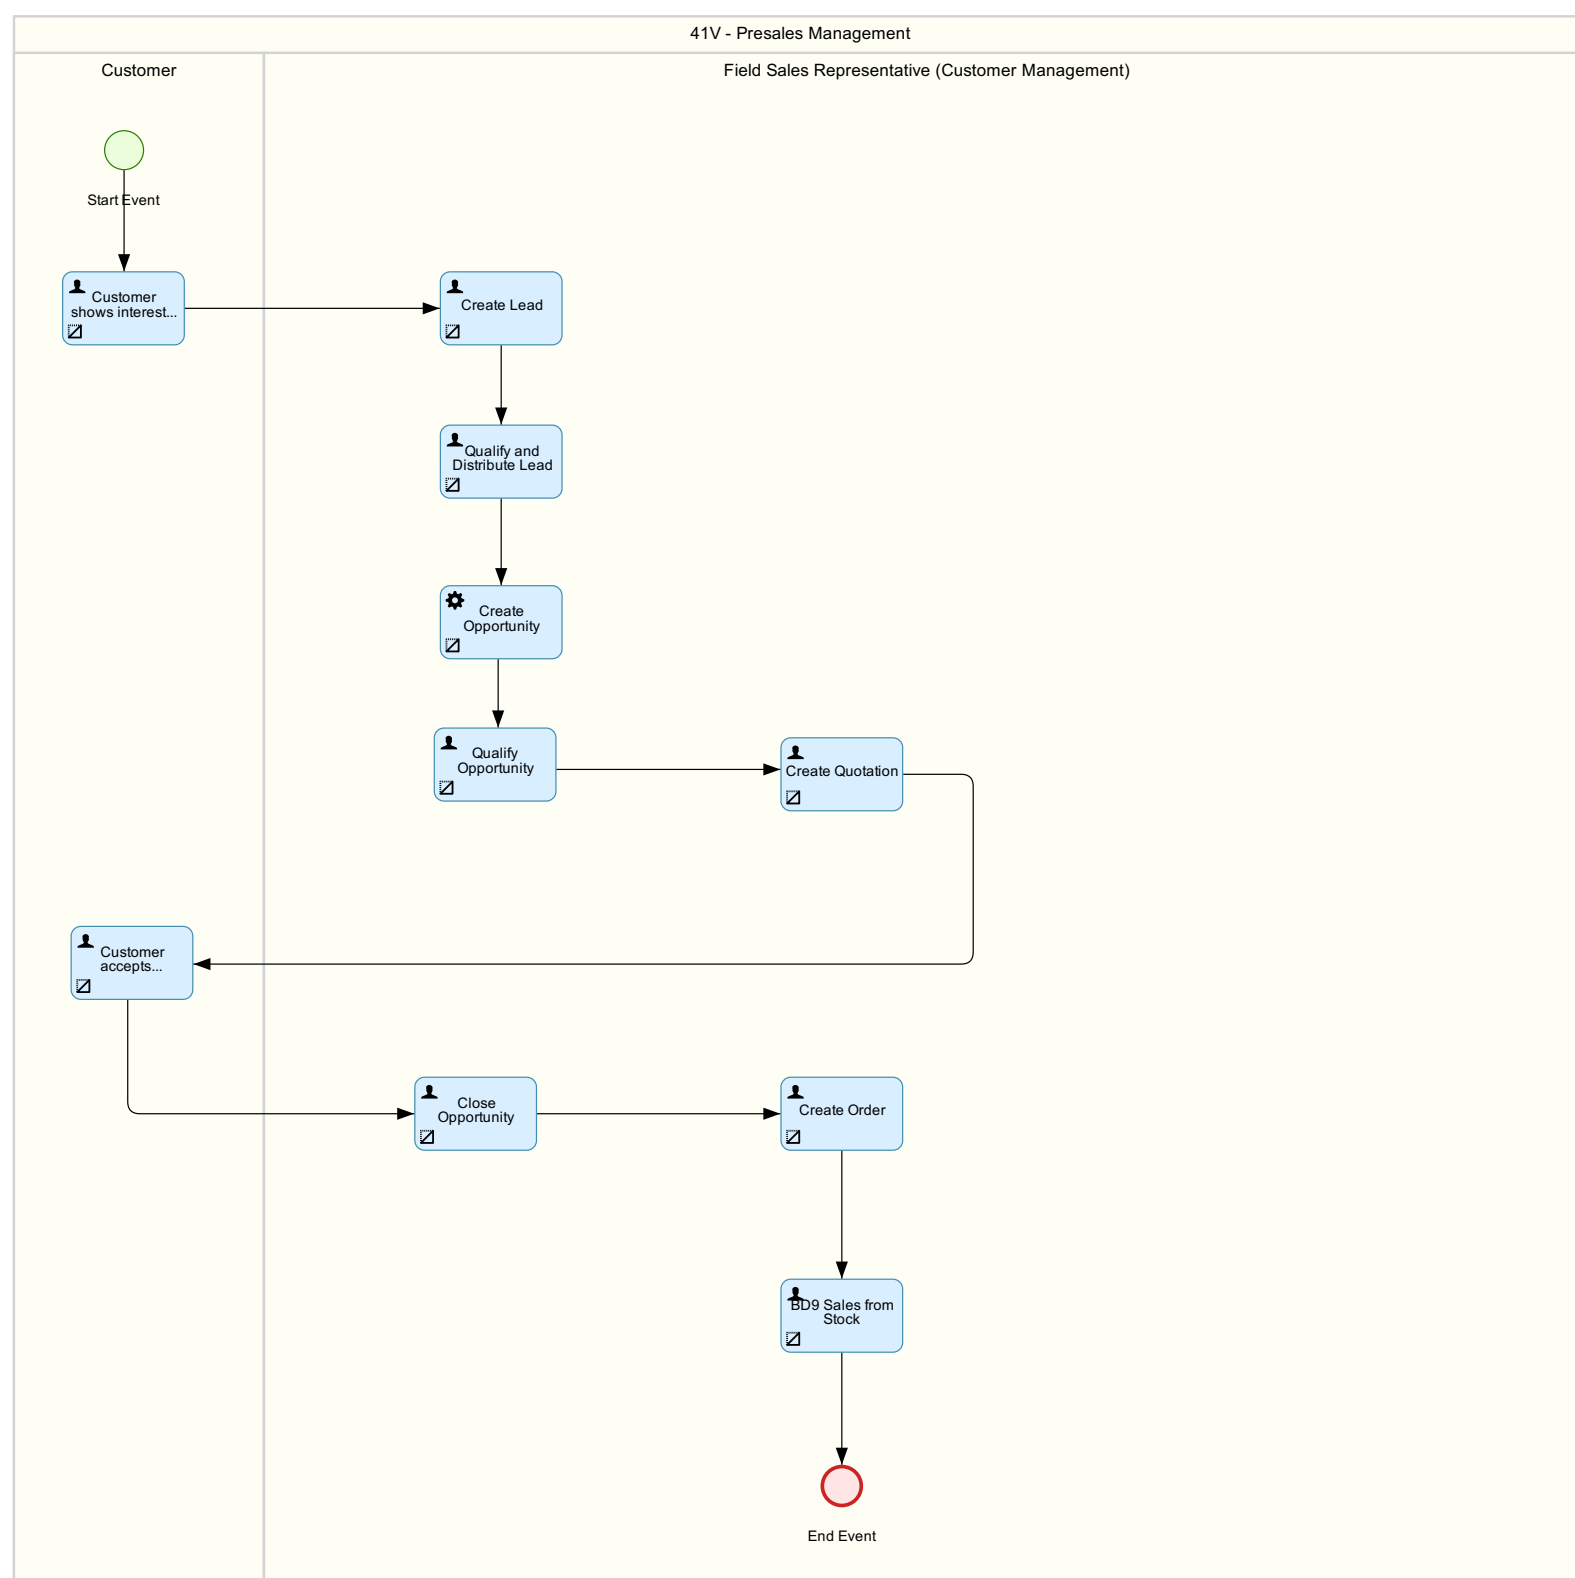 41V - Presales Management
Customer
Field Sales Representative (Customer Management)
Start Event
Customer
shows interest...
Create Lead
Qualify and
Distribute Lead
Create
Opportunity
Qualify
Opportunity
Create Quotation
Customer
accepts...
Close
Opportunity
Create Order
BD9 Sales from
Stock
End Event